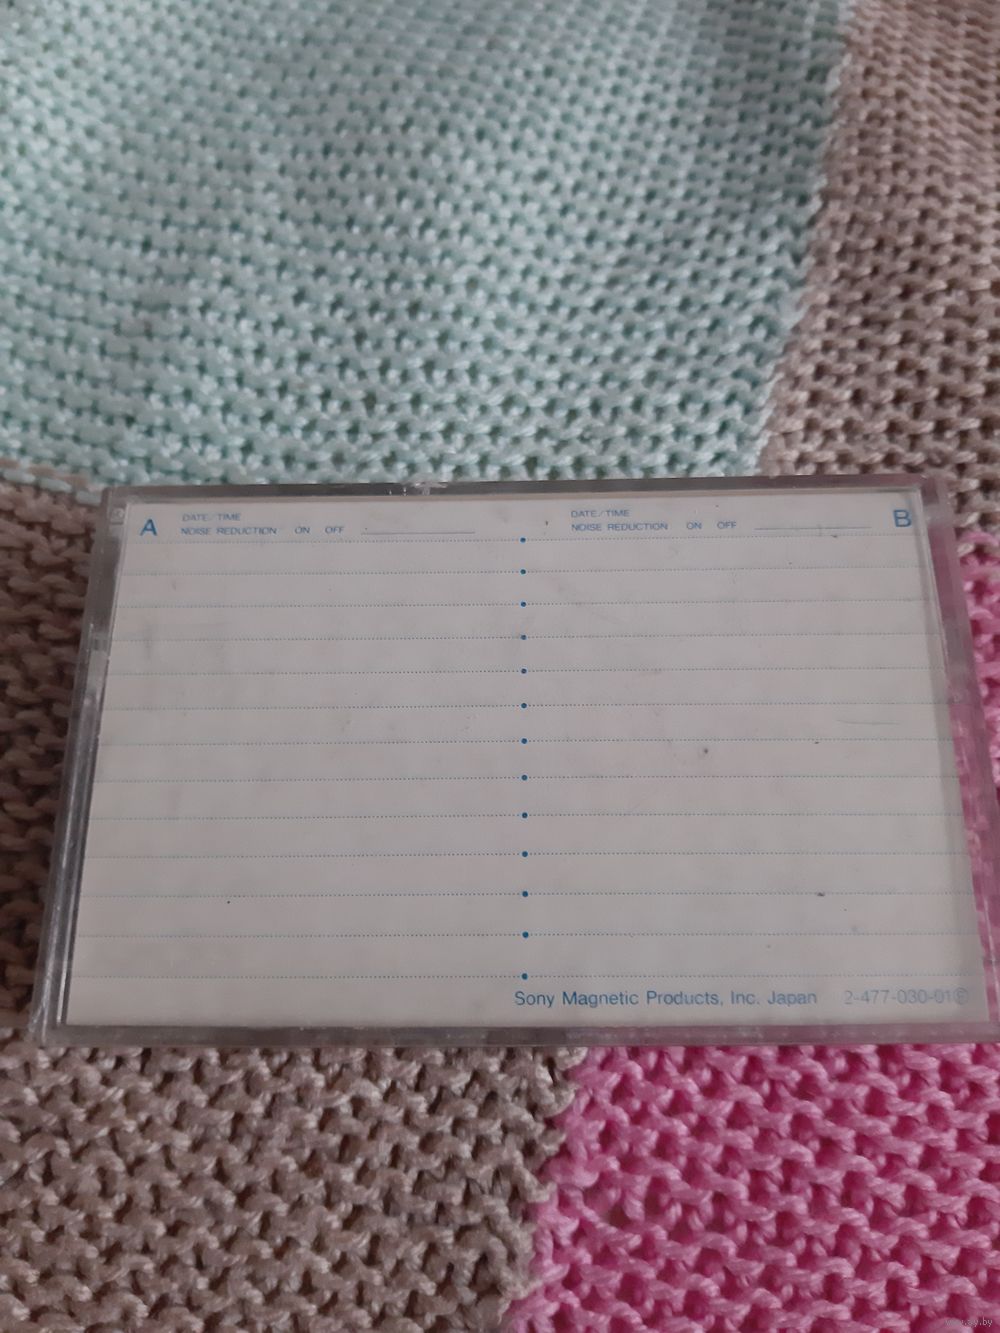 A DATE/TIME
NOISE REDUCTION ON OFF
DATE/TIME B
NOISE REDUCTION ON OFF
Sony Magnetic Products, Inc. Japan 2-477-030-01